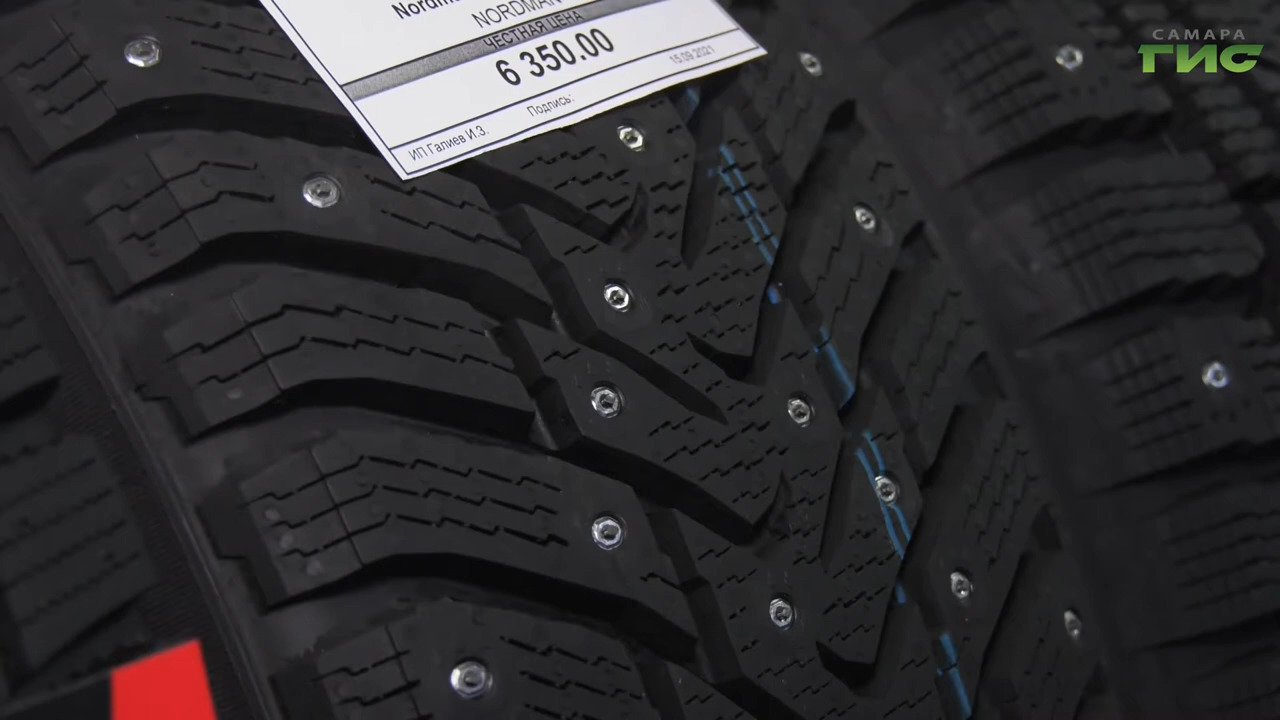 NORDMAN
ЧЕСТНАЯ ЦЕНА
6 350.00
15.09.2021
Подпись:
ИП Галиев И.З.
САМАРА
ГИС